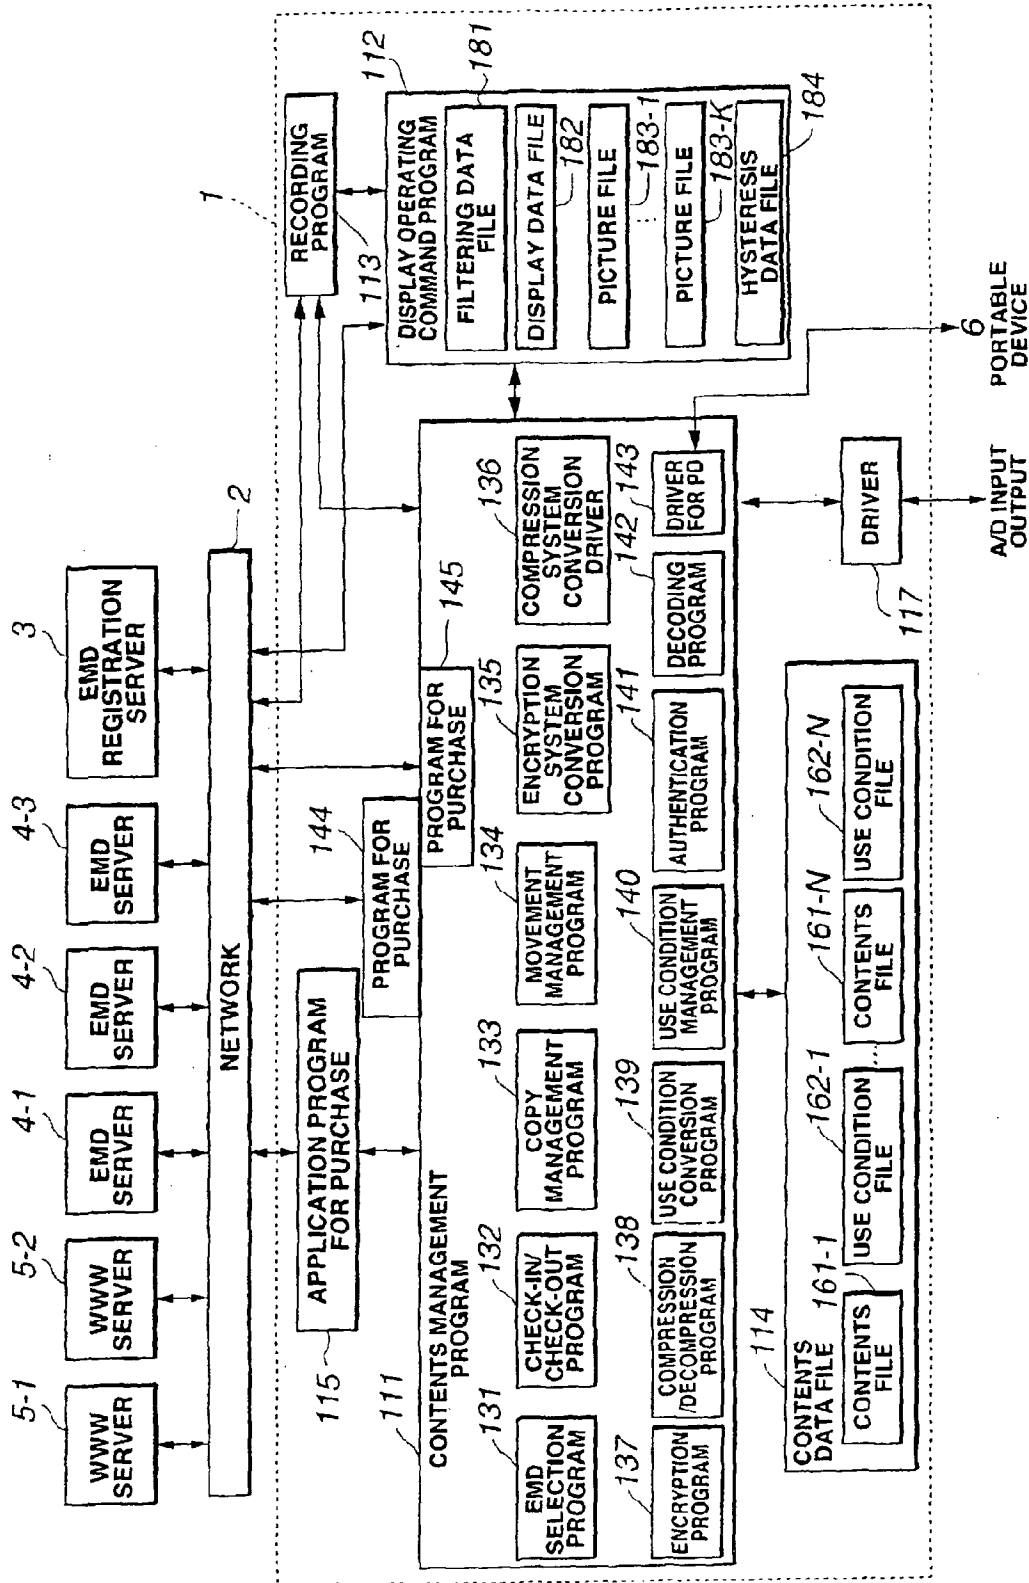 5-1
WWW
SERVER
5-2
WWW
SERVER
4-1
EMD
SERVER
4-2
EMD
SERVER
4-3
EMD
SERVER
3
EMD
REGISTRATION
SERVER
NETWORK
2
1
115
APPLICATION PROGRAM
FOR PURCHASE
144
PROGRAM FOR
PURCHASE
PROGRAM FOR
PURCHASE
145
RECORDING
PROGRAM
113
111
CONTENTS MANAGEMENT
PROGRAM
131
EMD
SELECTION
PROGRAM
132
CHECK-IN/
CHECK-OUT
PROGRAM
133
COPY
MANAGEMENT
PROGRAM
134
MOVEMENT
MANAGEMENT
PROGRAM
135
ENCRYPTION
SYSTEM
CONVERSION
PROGRAM
136
COMPRESSION
SYSTEM
CONVERSION
DRIVER
137
ENCRYPTION
PROGRAM
138
COMPRESSION
/DECOMPRESSION
PROGRAM
139
USE CONDITION
CONVERSION
PROGRAM
140
USE CONDITION
MANAGEMENT
PROGRAM
141
AUTHENTICATION
PROGRAM
142
DECODING
PROGRAM
143
DRIVER
FOR PD
112
DISPLAY OPERATING
COMMAND PROGRAM
181
FILTERING DATA
FILE
DISPLAY DATA FILE
182
PICTURE FILE
183-1
PICTURE FILE
183-K
HYSTERESIS
DATA FILE
184
114
CONTENTS
DATA FILE
161-1
CONTENTS
FILE
162-1
USE CONDITION
FILE
161-N
CONTENTS
FILE
162-N
USE CONDITION
FILE
117
DRIVER
A/D INPUT
OUTPUT
6
PORTABLE
DEVICE